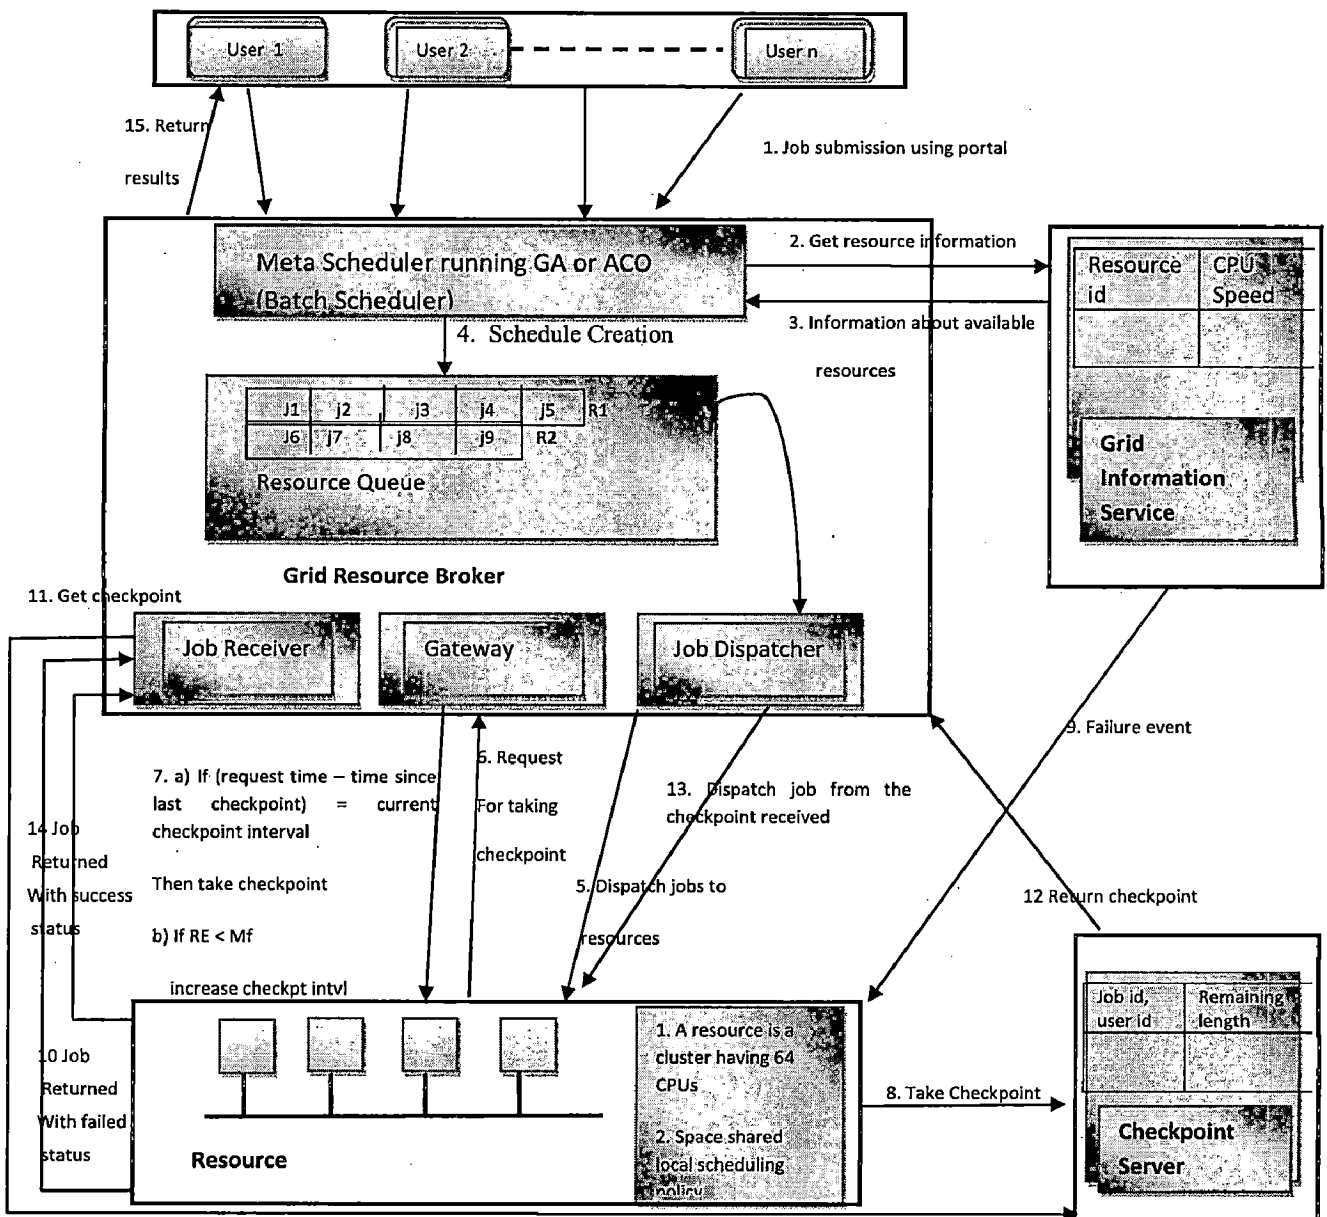 User 1
User 2
User n
15. Return
results
1. Job submission using portal
Meta Scheduler running GA or ACO
(Batch Scheduler)
2. Get resource information
3. Information about available
resources
Resource
id
CPU
Speed
Grid
Information
Service
4. Schedule Creation
J1 j2 j3 j4 j5 R1
J6 j7 j8 j9 R2
Resource Queue
Grid Resource Broker
11. Get checkpoint
Job Receiver
Gateway
Job Dispatcher
9. Failure event
6. Request
For taking
checkpoint
7. a) If (request time – time since
last checkpoint) = current
checkpoint interval
Then take checkpoint
b) If RE < Mf
increase checkpt intvl
13. Dispatch job from the
checkpoint received
5. Dispatch jobs to
resources
14 Job
Returned
With success
status
12 Return checkpoint
10 Job
Returned
With failed
status
Resource
1. A resource is a
cluster having 64
CPUs
2. Space shared
local scheduling
policy
8. Take Checkpoint
Job id,
user id
Remaining
length
Checkpoint
Server